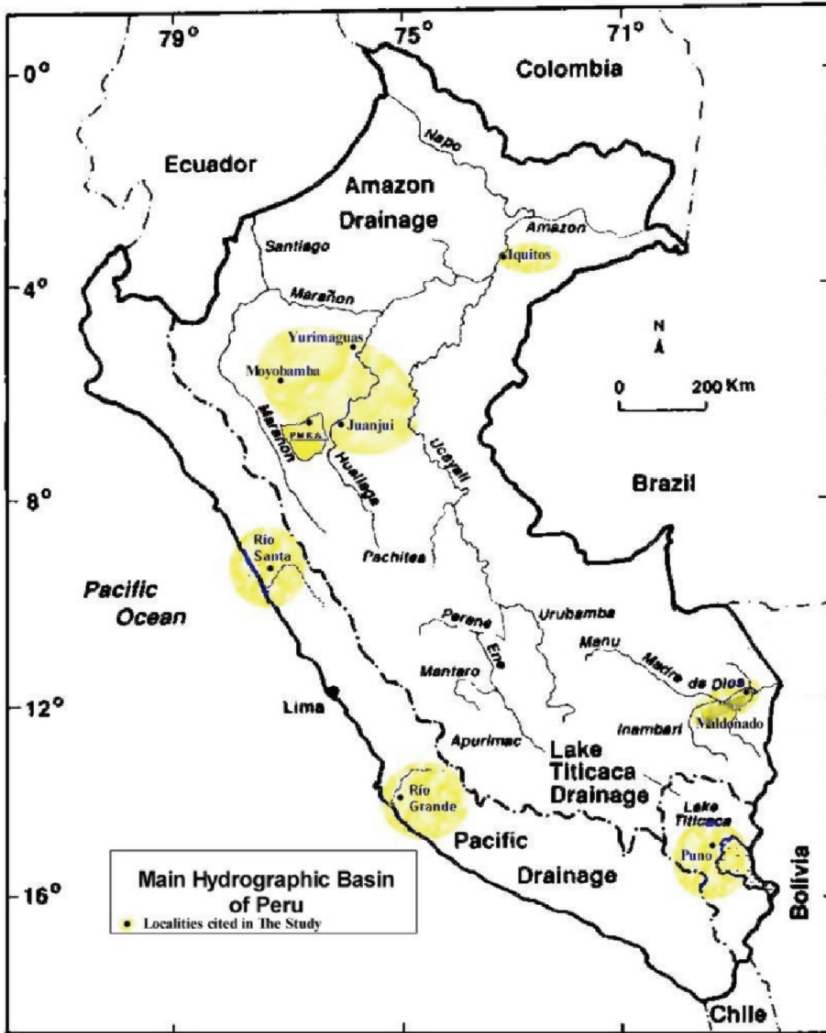 79°
75°
71°
0°
Colombia
Napo
Ecuador
Amazon
Drainage
Amazon
Santiago
Iquitos
4°
Marañon
N
Yurimaguas
0 200 Km
Moyobamba
Marañon
P.N.R.A.
Juanjui
Huallaga
Ucayali
Brazil
8°
Río
Santa
Pachitea
Pacific
Ocean
Perene
Urubamba
Ene
Manu
Madre
de Dios
Mantaro
12°
Lima
Maldonado
Inambari
Apurimac
Lake
Titicaca
Drainage
Río
Grande
Lake
Titicaca
Pacific
Puno
Drainage
Main Hydrographic Basin
of Peru
Localities cited in The Study
16°
Bolívia
Chile